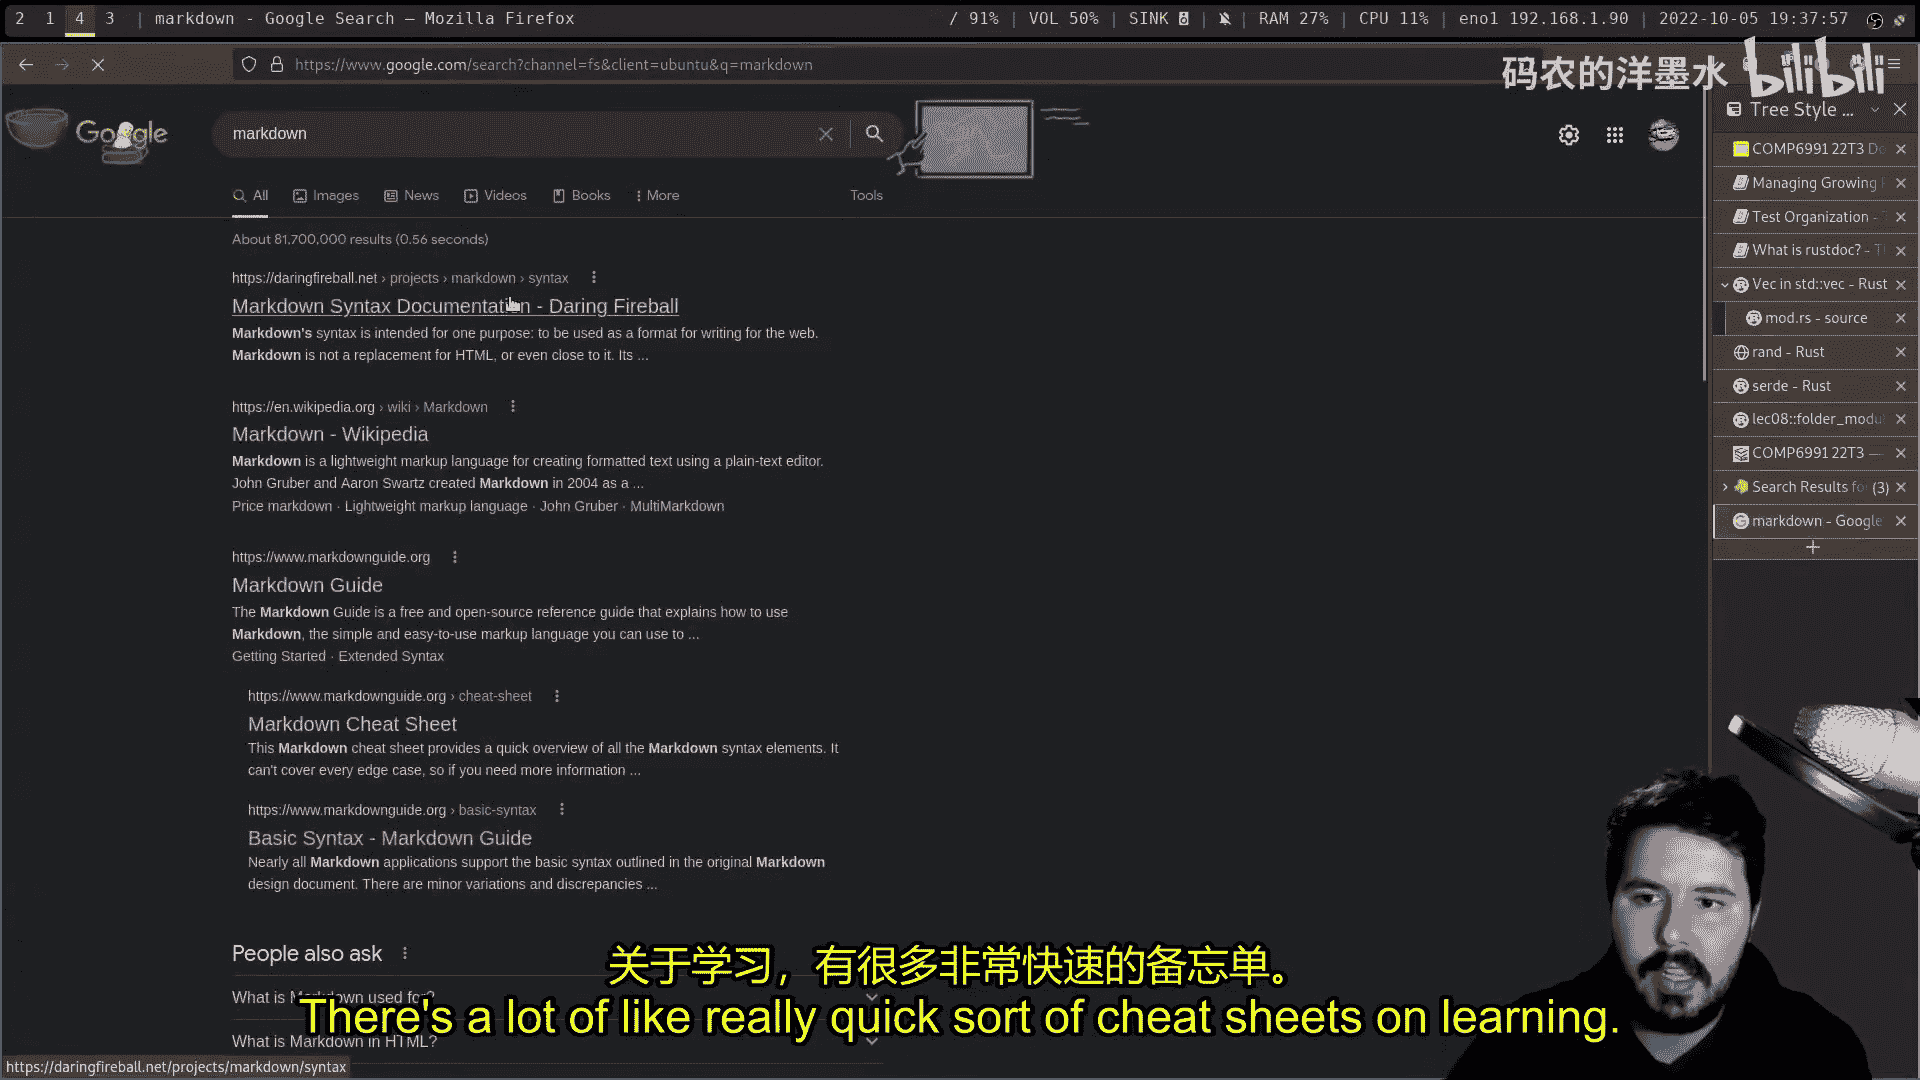 2 1 4 3 | markdown - Google Search — Mozilla Firefox
/ 91% | VOL 50% | SINK | | RAM 27% | CPU 11% | eno1 192.168.1.90 | 2022-10-05 19:37:57
https://www.google.com/search?channel=fs&client=ubuntu&q=markdown
码农的洋墨水 bilibili
Google
markdown
All Images News Videos Books More Tools
About 81,700,000 results (0.56 seconds)
https://daringfireball.net › projects › markdown › syntax
Markdown Syntax Documentation - Daring Fireball
Markdown's syntax is intended for one purpose: to be used as a format for writing for the web.
Markdown is not a replacement for HTML, or even close to it. Its ...
https://en.wikipedia.org › wiki › Markdown
Markdown - Wikipedia
Markdown is a lightweight markup language for creating formatted text using a plain-text editor.
John Gruber and Aaron Swartz created Markdown in 2004 as a ...
Price markdown · Lightweight markup language · John Gruber · MultiMarkdown
https://www.markdownguide.org
Markdown Guide
The Markdown Guide is a free and open-source reference guide that explains how to use
Markdown, the simple and easy-to-use markup language you can use to ...
Getting Started · Extended Syntax
https://www.markdownguide.org › cheat-sheet
Markdown Cheat Sheet
This Markdown cheat sheet provides a quick overview of all the Markdown syntax elements. It
can't cover every edge case, so if you need more information ...
https://www.markdownguide.org › basic-syntax
Basic Syntax - Markdown Guide
Nearly all Markdown applications support the basic syntax outlined in the original Markdown
design document. There are minor variations and discrepancies ...
People also ask
What is Markdown used for?
What is Markdown in HTML?
Tree Style ...
COMP6991 22T3 Do
Managing Growing
Test Organization -
What is rustdoc? - T
Vec in std::vec - Rust
mod.rs - source
rand - Rust
serde - Rust
lec08::folder_modu
COMP6991 22T3 —
Search Results fo (3)
markdown - Google
关于学习，有很多非常快速的备忘单。
There's a lot of like really quick sort of cheat sheets on learning.
https://daringfireball.net/projects/markdown/syntax